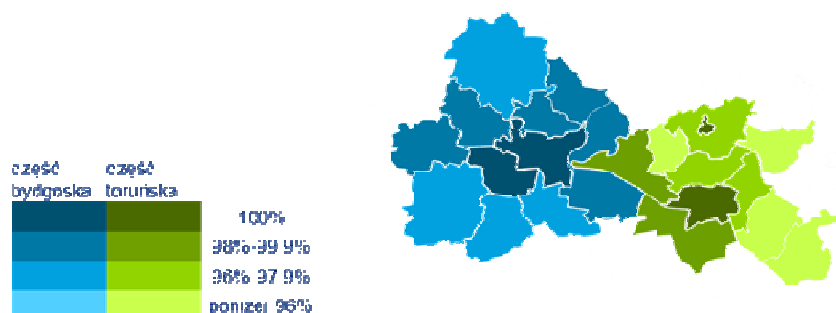 część część
bydgoska toruńska
100%
98%-99.9%
96%-97.9%
poniżej 96%